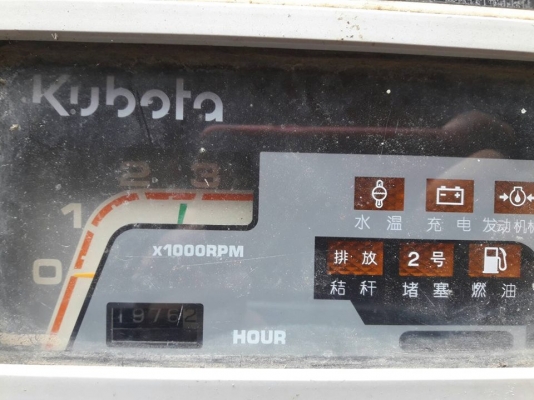 Kubota
2 3
1
水温 充电 发动机
x1000RPM
排放 2号
0
秸秆 堵塞 燃油
19762
HOUR